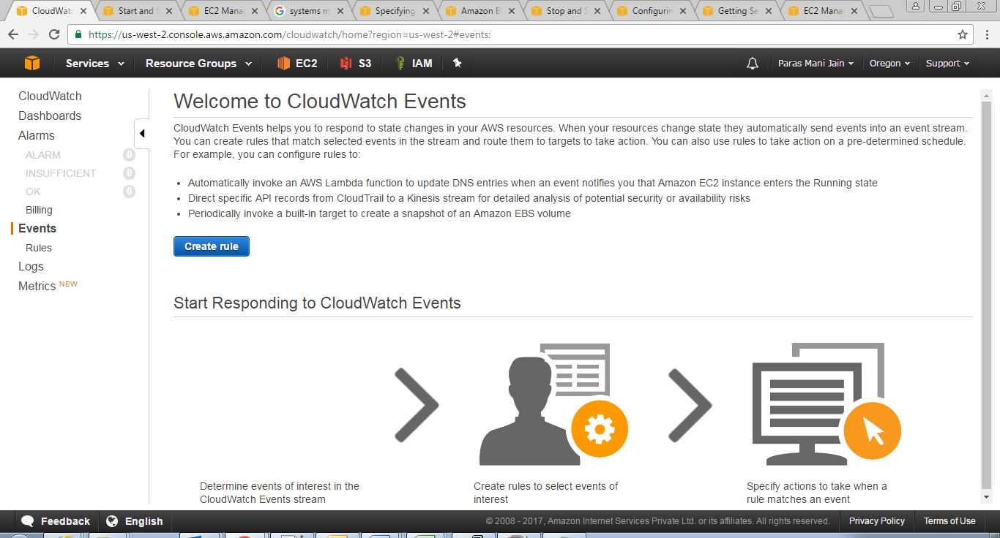 CloudWatc
Start and S
EC2 Mana
systems m
Specifying
Amazon E
Stop and S
Configurin
Getting Se
EC2 Mana
https://us-west-2.console.aws.amazon.com/cloudwatch/home?region=us-west-2#events:
Services
Resource Groups
EC2
S3
IAM
Paras Mani Jain
Oregon
Support
CloudWatch
Dashboards
Alarms
ALARM 0
INSUFFICIENT 0
OK 0
Billing
Events
Rules
Logs
Metrics NEW
Welcome to CloudWatch Events
CloudWatch Events helps you to respond to state changes in your AWS resources. When your resources change state they automatically send events into an event stream.
You can create rules that match selected events in the stream and route them to targets to take action. You can also use rules to take action on a pre-determined schedule.
For example, you can configure rules to:
• Automatically invoke an AWS Lambda function to update DNS entries when an event notifies you that Amazon EC2 instance enters the Running state
• Direct specific API records from CloudTrail to a Kinesis stream for detailed analysis of potential security or availability risks
• Periodically invoke a built-in target to create a snapshot of an Amazon EBS volume
Create rule
Start Responding to CloudWatch Events
Determine events of interest in the
CloudWatch Events stream
Create rules to select events of
interest
Specify actions to take when a
rule matches an event
Feedback
English
© 2008 - 2017, Amazon Internet Services Private Ltd. or its affiliates. All rights reserved.
Privacy Policy
Terms of Use